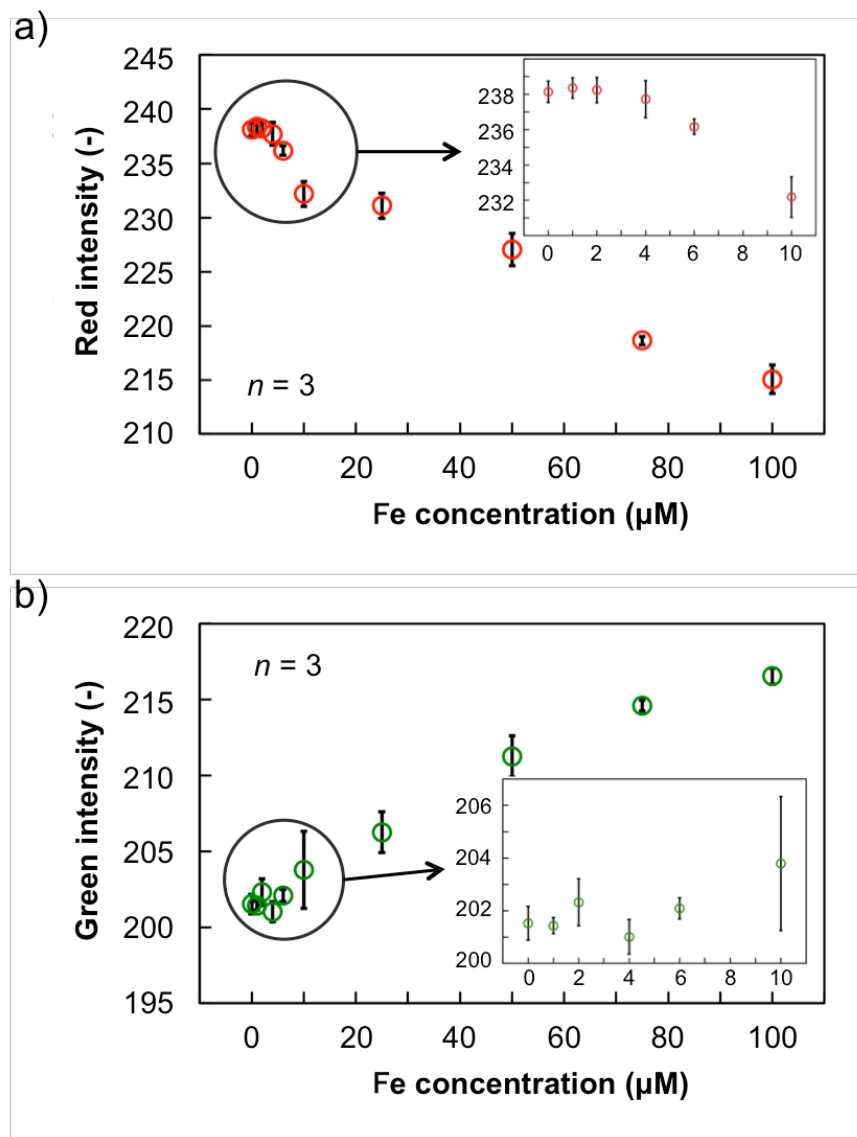 a)
245
240
235
230
225
220
215
210
Red intensity (-)
n = 3
0 20 40 60 80 100
Fe concentration (µM)
238
236
234
232
0 2 4 6 8 10
b)
220
215
210
205
200
195
Green intensity (-)
n = 3
0 20 40 60 80 100
Fe concentration (µM)
206
204
202
200
0 2 4 6 8 10